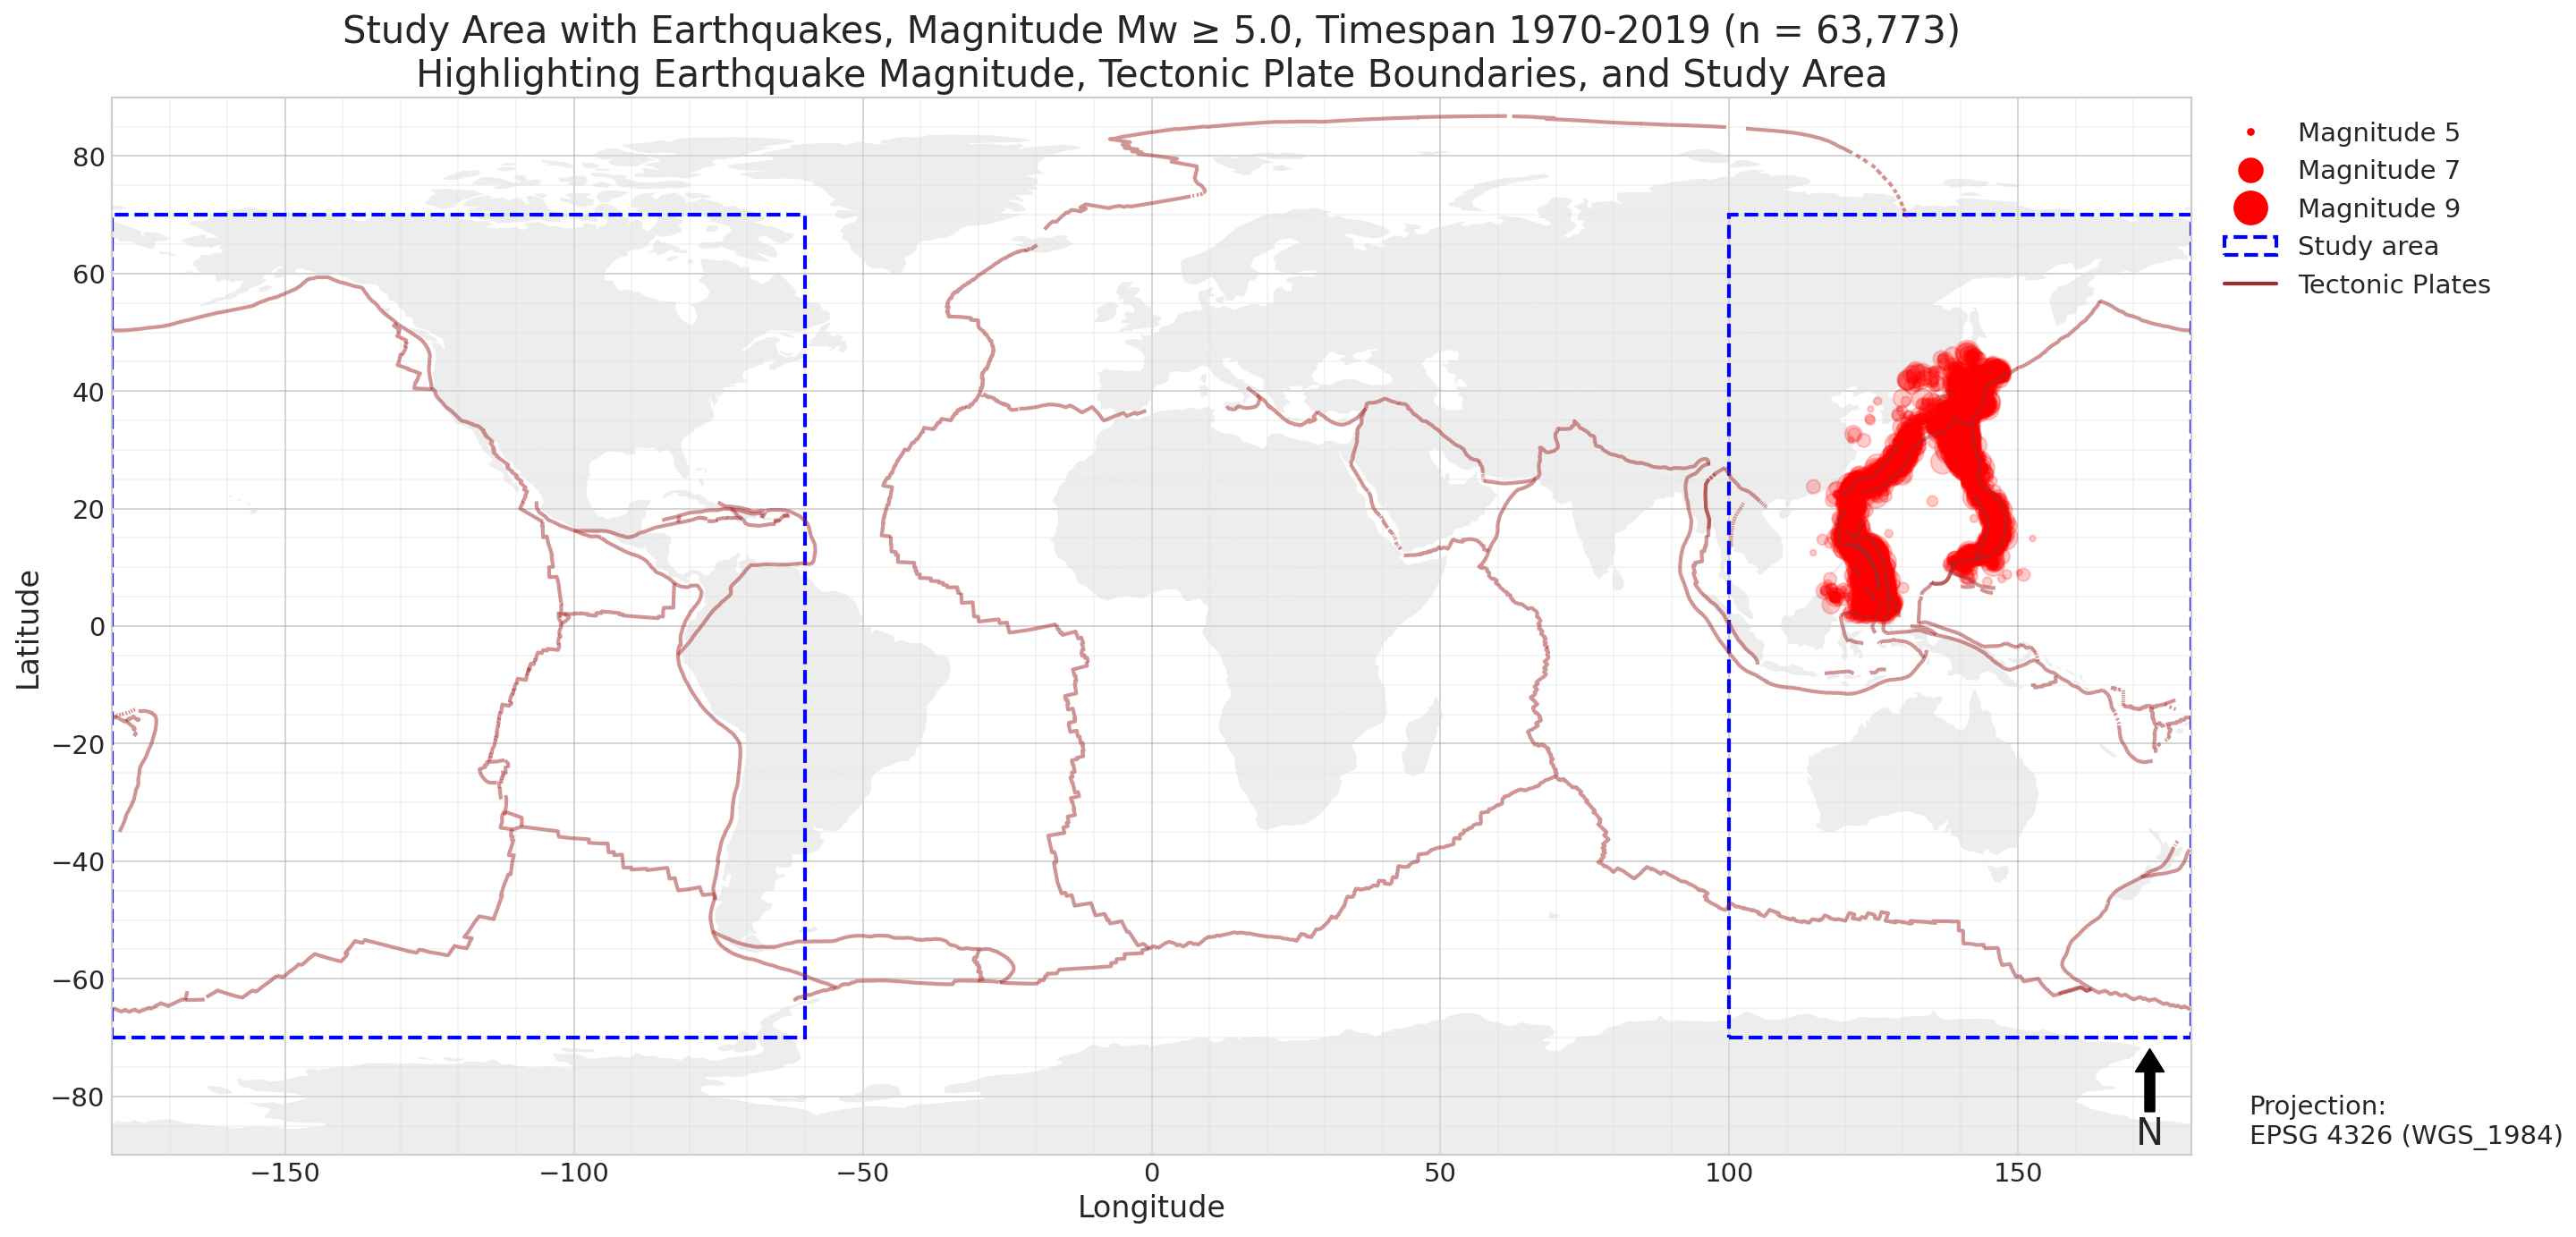 Study Area with Earthquakes, Magnitude Mw ≥ 5.0, Timespan 1970-2019 (n = 63,773)
Highlighting Earthquake Magnitude, Tectonic Plate Boundaries, and Study Area
Magnitude 5
Magnitude 7
Magnitude 9
Study area
Tectonic Plates
80
60
40
20
0
−20
−40
−60
−80
Latitude
N
Projection:
EPSG 4326 (WGS_1984)
−150
−100
−50
0
50
100
150
Longitude